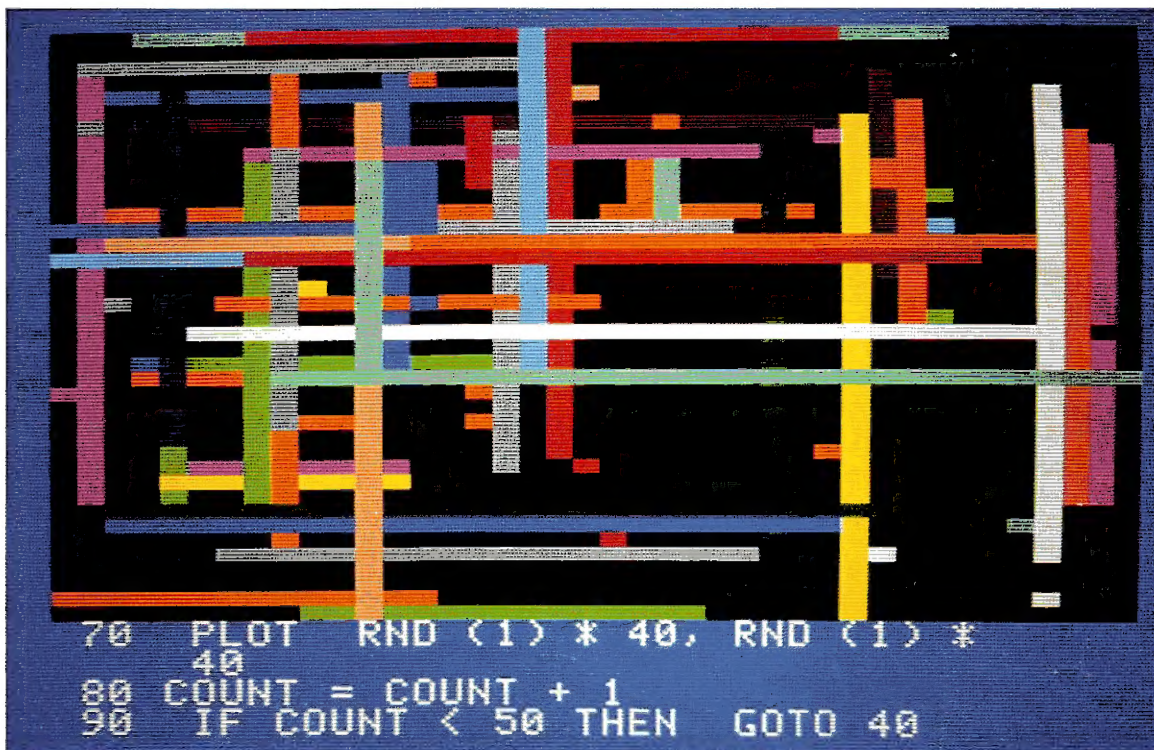 70 PLOT RND (1) * 40, RND (1) *
40
80 COUNT = COUNT + 1
90 IF COUNT < 50 THEN GOTO 40